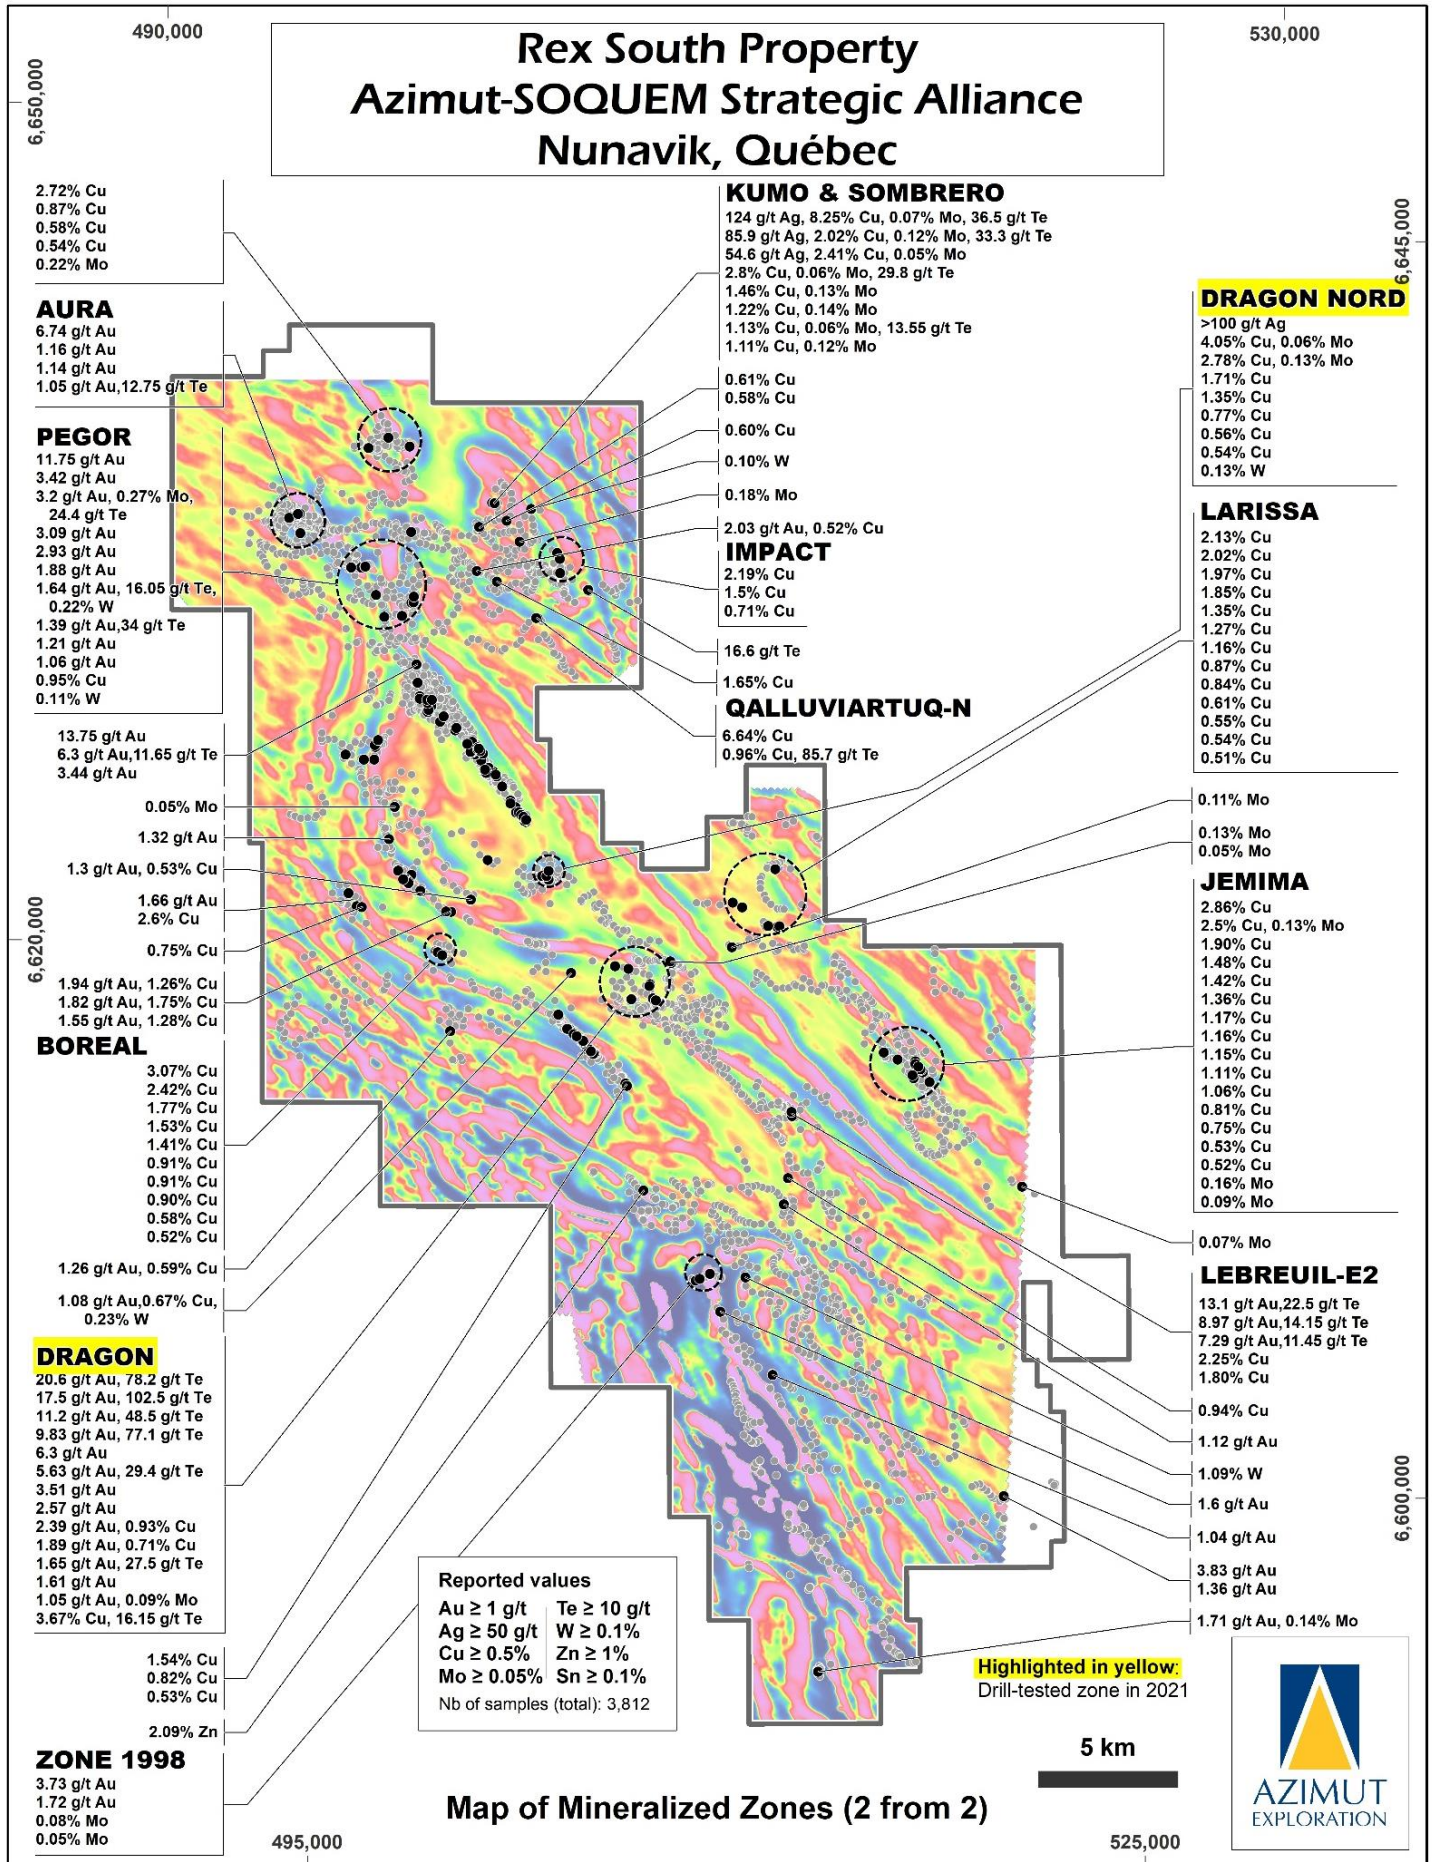 490,000
530,000
6,650,000
6,645,000
Rex South Property
Azimut-SOQUEM Strategic Alliance
Nunavik, Québec
2.72% Cu
0.87% Cu
0.58% Cu
0.54% Cu
0.22% Mo
AURA
6.74 g/t Au
1.16 g/t Au
1.14 g/t Au
1.05 g/t Au,12.75 g/t Te
PEGOR
11.75 g/t Au
3.42 g/t Au
3.2 g/t Au, 0.27% Mo,
24.4 g/t Te
3.09 g/t Au
2.93 g/t Au
1.88 g/t Au
1.64 g/t Au, 16.05 g/t Te,
0.22% W
1.39 g/t Au,34 g/t Te
1.21 g/t Au
1.06 g/t Au
0.95% Cu
0.11% W
13.75 g/t Au
6.3 g/t Au,11.65 g/t Te
3.44 g/t Au
0.05% Mo
1.32 g/t Au
1.3 g/t Au, 0.53% Cu
1.66 g/t Au
2.6% Cu
0.75% Cu
6,620,000
1.94 g/t Au, 1.26% Cu
1.82 g/t Au, 1.75% Cu
1.55 g/t Au, 1.28% Cu
BOREAL
3.07% Cu
2.42% Cu
1.77% Cu
1.53% Cu
1.41% Cu
0.91% Cu
0.91% Cu
0.90% Cu
0.58% Cu
0.52% Cu
1.26 g/t Au, 0.59% Cu
1.08 g/t Au,0.67% Cu,
0.23% W
DRAGON
20.6 g/t Au, 78.2 g/t Te
17.5 g/t Au, 102.5 g/t Te
11.2 g/t Au, 48.5 g/t Te
9.83 g/t Au, 77.1 g/t Te
6.3 g/t Au
5.63 g/t Au, 29.4 g/t Te
3.51 g/t Au
2.57 g/t Au
2.39 g/t Au, 0.93% Cu
1.89 g/t Au, 0.71% Cu
1.65 g/t Au, 27.5 g/t Te
1.61 g/t Au
1.05 g/t Au, 0.09% Mo
3.67% Cu, 16.15 g/t Te
1.54% Cu
0.82% Cu
0.53% Cu
2.09% Zn
ZONE 1998
3.73 g/t Au
1.72 g/t Au
0.08% Mo
0.05% Mo
KUMO & SOMBRERO
124 g/t Ag, 8.25% Cu, 0.07% Mo, 36.5 g/t Te
85.9 g/t Ag, 2.02% Cu, 0.12% Mo, 33.3 g/t Te
54.6 g/t Ag, 2.41% Cu, 0.05% Mo
2.8% Cu, 0.06% Mo, 29.8 g/t Te
1.46% Cu, 0.13% Mo
1.22% Cu, 0.14% Mo
1.13% Cu, 0.06% Mo, 13.55 g/t Te
1.11% Cu, 0.12% Mo
0.61% Cu
0.58% Cu
0.60% Cu
0.10% W
0.18% Mo
2.03 g/t Au, 0.52% Cu
IMPACT
2.19% Cu
1.5% Cu
0.71% Cu
16.6 g/t Te
1.65% Cu
QALLUVIARTUQ-N
6.64% Cu
0.96% Cu, 85.7 g/t Te
DRAGON NORD
>100 g/t Ag
4.05% Cu, 0.06% Mo
2.78% Cu, 0.13% Mo
1.71% Cu
1.35% Cu
0.77% Cu
0.56% Cu
0.54% Cu
0.13% W
LARISSA
2.13% Cu
2.02% Cu
1.97% Cu
1.85% Cu
1.35% Cu
1.27% Cu
1.16% Cu
0.87% Cu
0.84% Cu
0.61% Cu
0.55% Cu
0.54% Cu
0.51% Cu
0.11% Mo
0.13% Mo
0.05% Mo
JEMIMA
2.86% Cu
2.5% Cu, 0.13% Mo
1.90% Cu
1.48% Cu
1.42% Cu
1.36% Cu
1.17% Cu
1.16% Cu
1.15% Cu
1.11% Cu
1.06% Cu
0.81% Cu
0.75% Cu
0.53% Cu
0.52% Cu
0.16% Mo
0.09% Mo
0.07% Mo
LEBREUIL-E2
13.1 g/t Au,22.5 g/t Te
8.97 g/t Au,14.15 g/t Te
7.29 g/t Au,11.45 g/t Te
2.25% Cu
1.80% Cu
0.94% Cu
1.12 g/t Au
1.09% W
1.6 g/t Au
1.04 g/t Au
3.83 g/t Au
1.36 g/t Au
1.71 g/t Au, 0.14% Mo
6,600,000
Reported values
Au ≥ 1 g/t Te ≥ 10 g/t
Ag ≥ 50 g/t W ≥ 0.1%
Cu ≥ 0.5% Zn ≥ 1%
Mo ≥ 0.05% Sn ≥ 0.1%
Nb of samples (total): 3,812
Highlighted in yellow:
Drill-tested zone in 2021
5 km
Map of Mineralized Zones (2 from 2)
AZIMUT
EXPLORATION
495,000
525,000